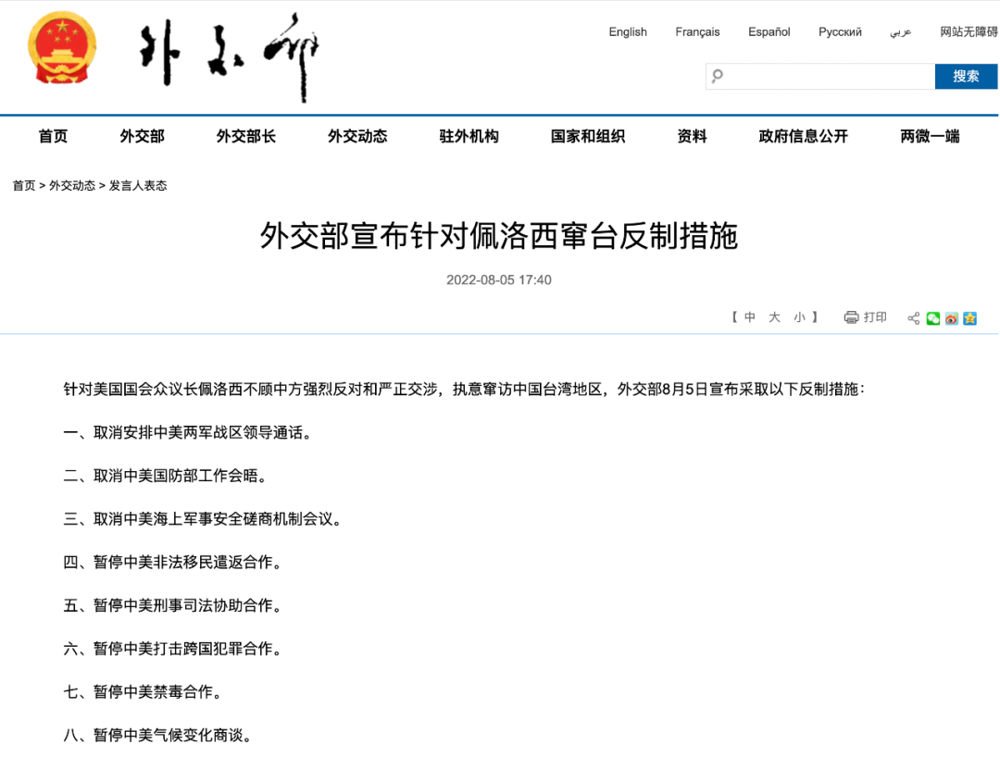 外交部
English Français Español Русский عربي 网站无障碍
搜索
首页 外交部 外交部长 外交动态 驻外机构 国家和组织 资料 政府信息公开 两微一端
首页 > 外交动态 > 发言人表态
外交部宣布针对佩洛西窜台反制措施
2022-08-05 17:40
【 中 大 小 】 打印
针对美国国会众议长佩洛西不顾中方强烈反对和严正交涉，执意窜访中国台湾地区，外交部8月5日宣布采取以下反制措施：
一、取消安排中美两军战区领导通话。
二、取消中美国防部工作会晤。
三、取消中美海上军事安全磋商机制会议。
四、暂停中美非法移民遣返合作。
五、暂停中美刑事司法协助合作。
六、暂停中美打击跨国犯罪合作。
七、暂停中美禁毒合作。
八、暂停中美气候变化商谈。